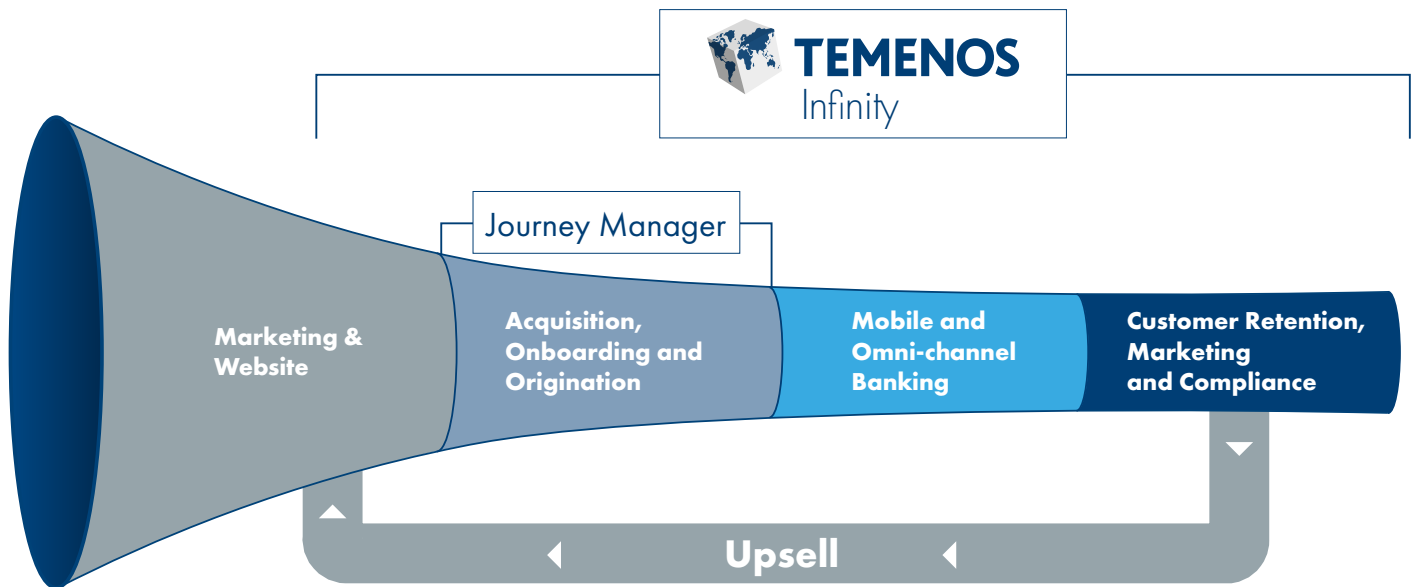 TEMENOS
Infinity
Journey Manager
Marketing &
Website
Acquisition,
Onboarding and
Origination
Mobile and
Omni-channel
Banking
Customer Retention,
Marketing
and Compliance
Upsell